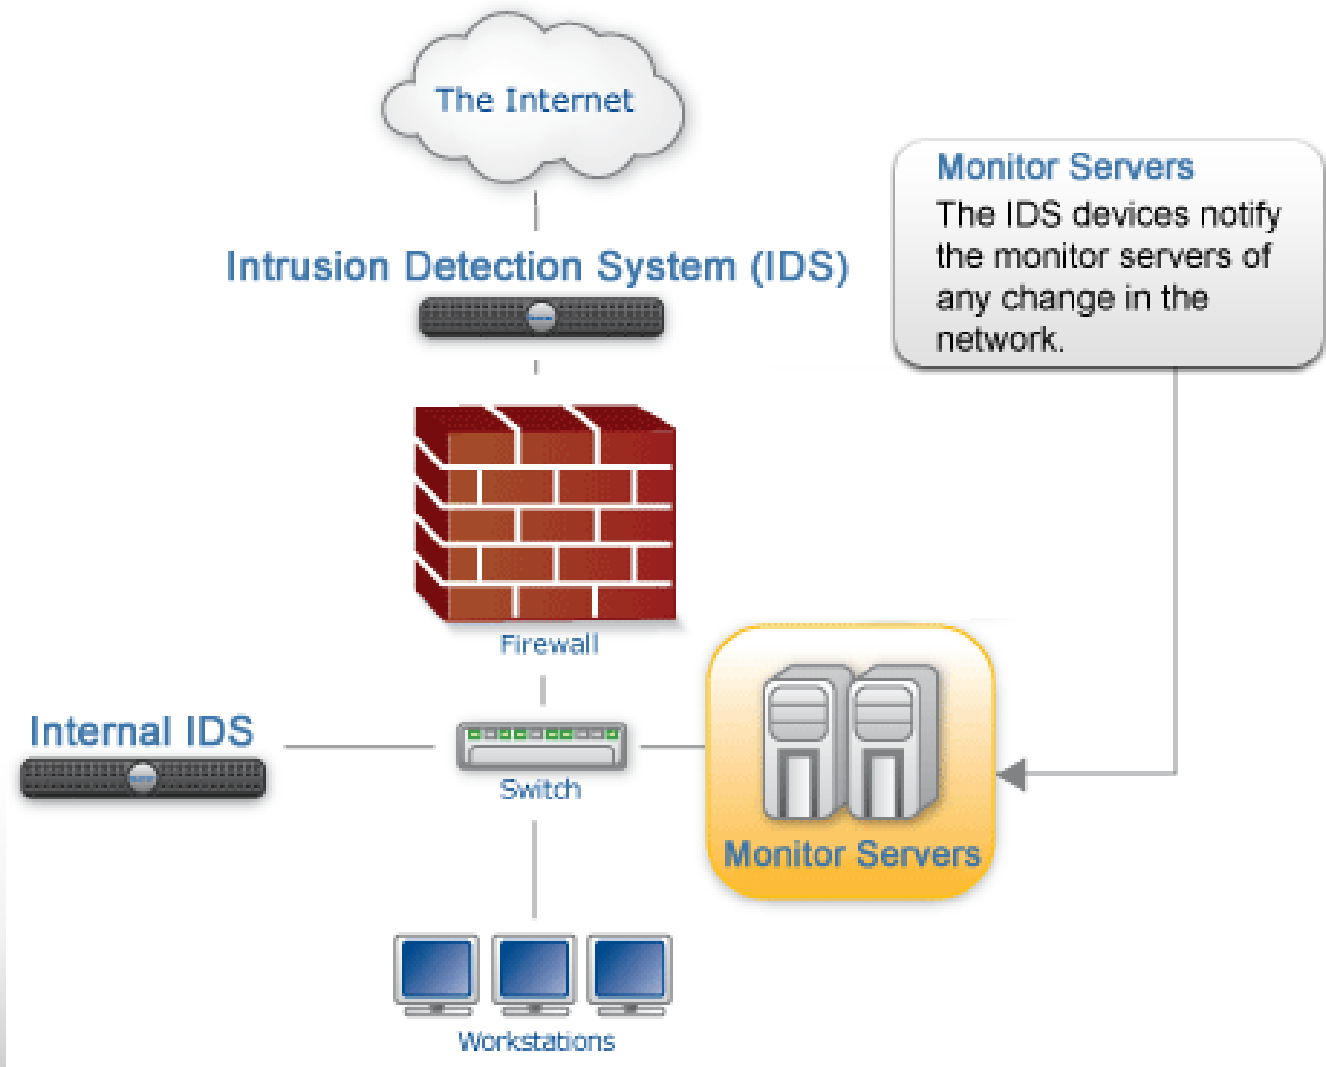 The Internet
Monitor Servers
The IDS devices notify
the monitor servers of
any change in the
network.
Intrusion Detection System (IDS)
Firewall
Internal IDS
Switch
Monitor Servers
Workstations